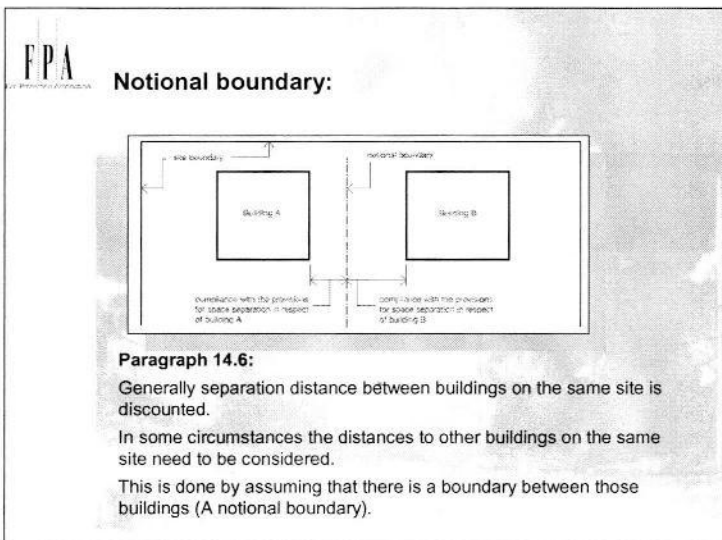 FPA
Fire Protection Association
Notional boundary:
site boundary
notional boundary
Building A
Building B
compliance with the provisions
for space separation in respect
of building A
compliance with the provisions
for space separation in respect
of building B
Paragraph 14.6:
Generally separation distance between buildings on the same site is
discounted.
In some circumstances the distances to other buildings on the same
site need to be considered.
This is done by assuming that there is a boundary between those
buildings (A notional boundary).